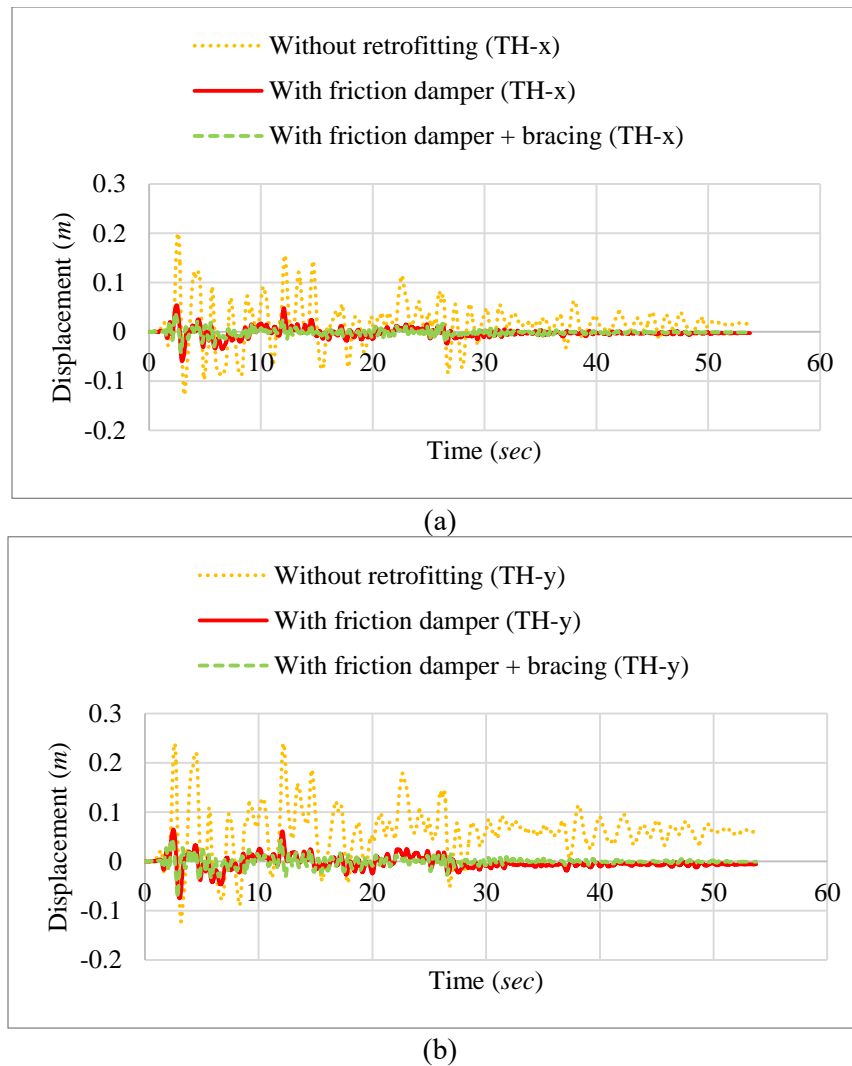 Without retrofitting (TH-x)
With friction damper (TH-x)
With friction damper + bracing (TH-x)
0.3
0.2
0.1
0
-0.1
-0.2
Displacement (m)
0 10 20 30 40 50 60
Time (sec)
(a)
Without retrofitting (TH-y)
With friction damper (TH-y)
With friction damper + bracing (TH-y)
0.3
0.2
0.1
0
-0.1
-0.2
Displacement (m)
0 10 20 30 40 50 60
Time (sec)
(b)